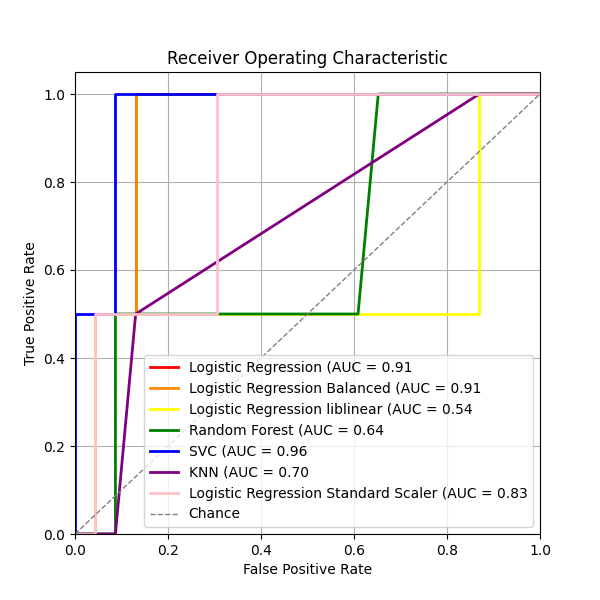 Receiver Operating Characteristic
1.0
0.8
0.6
0.4
0.2
0.0
True Positive Rate
Logistic Regression (AUC = 0.91
Logistic Regression Balanced (AUC = 0.91
Logistic Regression liblinear (AUC = 0.54
Random Forest (AUC = 0.64
SVC (AUC = 0.96
KNN (AUC = 0.70
Logistic Regression Standard Scaler (AUC = 0.83
Chance
0.0 0.2 0.4 0.6 0.8 1.0
False Positive Rate